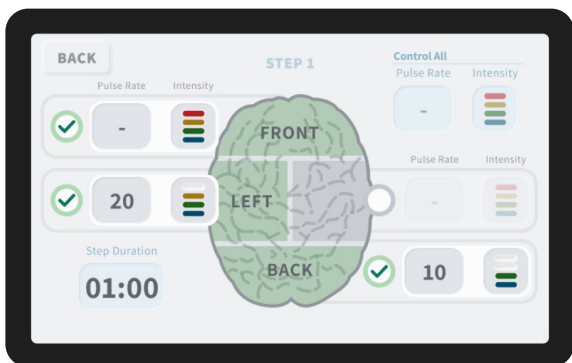 BACK
STEP 1
Control All
Pulse Rate Intensity
-
Pulse Rate Intensity
-
FRONT
Pulse Rate Intensity
-
20
LEFT
Step Duration
01:00
BACK
10